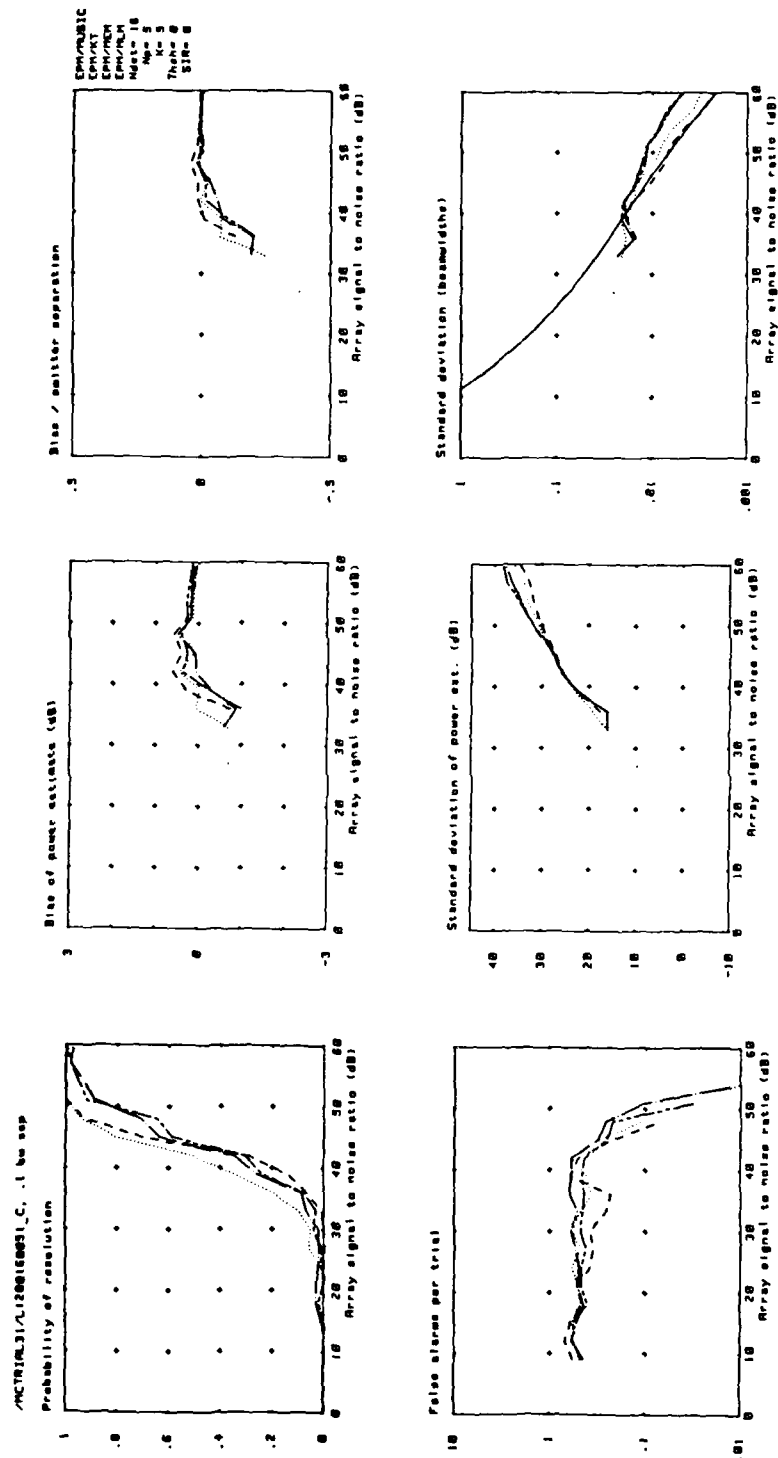 /MCTRIAL31/L1200160051_C, .1 bw sep
Probability of resolution
1
.8
.6
.4
.2
0
0 10 20 30 40 50 60
Array signal to noise ratio (dB)
Bias of power estimate (dB)
3
0
-3
0 10 20 30 40 50 60
Array signal to noise ratio (dB)
Bias / emitter separation
.5
0
-.5
0 10 20 30 40 50 60
Array signal to noise ratio (dB)
EPM/MUSIC
EPM/KT
EPM/MEM
EPM/MLM
Ndet= 16
Np= 5
K= 5
Thsh= 0
SIR= 0
False alarms per trial
10
1
.1
.01
0 10 20 30 40 50 60
Array signal to noise ratio (dB)
Standard deviation of power est. (dB)
40
30
20
10
0
-10
0 10 20 30 40 50 60
Array signal to noise ratio (dB)
Standard deviation (beamwidths)
1
.1
.01
.001
0 10 20 30 40 50 60
Array signal to noise ratio (dB)